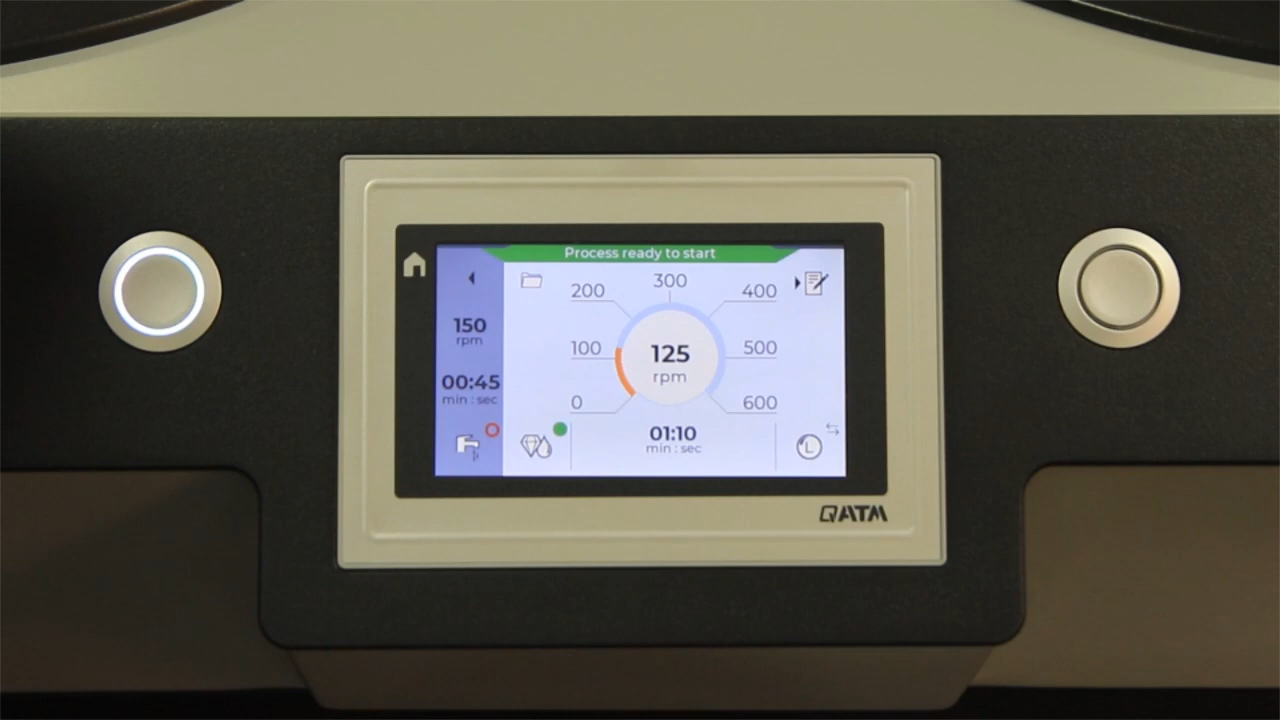 Process ready to start
150
rpm
00:45
min : sec
300
200
400
100
500
125
rpm
0
600
01:10
min : sec
L
QATM